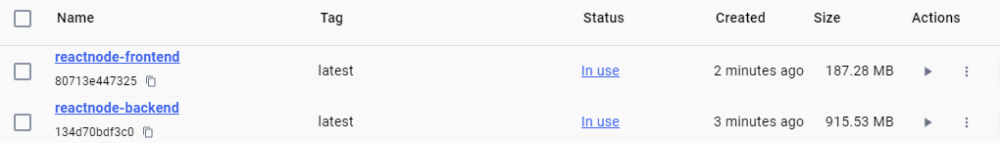 Name Tag Status Created Size Actions
reactnode-frontend
80713e447325
latest In use 2 minutes ago 187.28 MB
reactnode-backend
134d70bdf3c0
latest In use 3 minutes ago 915.53 MB